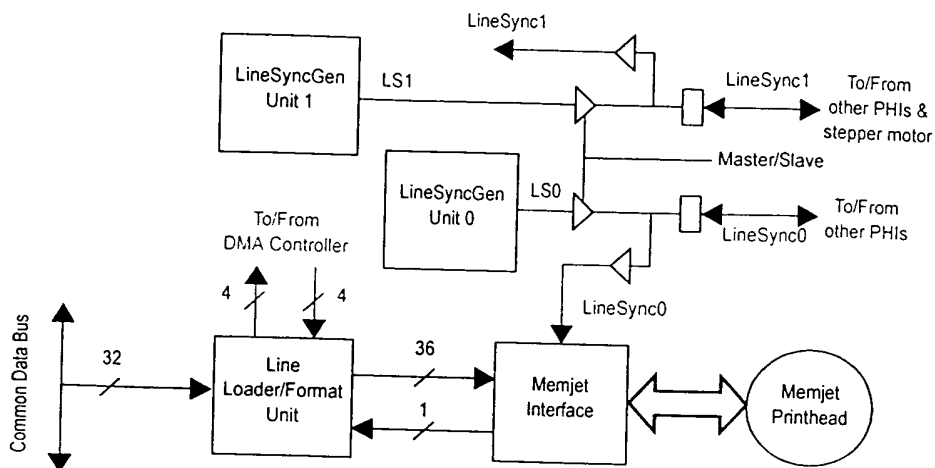 LineSync1
LineSyncGen
Unit 1
LS1
LineSync1
To/From
other PHIs &
stepper motor
Master/Slave
LineSyncGen
Unit 0
LS0
To/From
other PHIs
LineSync0
To/From
DMA Controller
4
4
LineSync0
Common Data Bus
32
Line
Loader/Format
Unit
36
1
Memjet
Interface
Memjet
Printhead